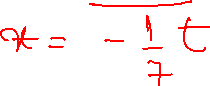 x = - 1/7 t